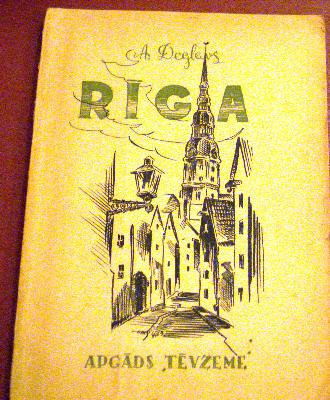 A. Deglavs
RIGA
APGĀDS „TĒVZEME"